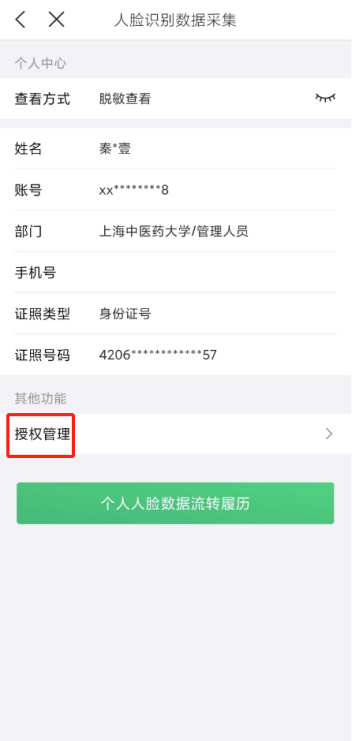 人脸识别数据采集
个人中心
查看方式 脱敏查看
姓名 秦*壹
账号 xx********8
部门 上海中医药大学/管理人员
手机号
证照类型 身份证号
证照号码 4206************57
其他功能
授权管理
个人人脸数据流转履历